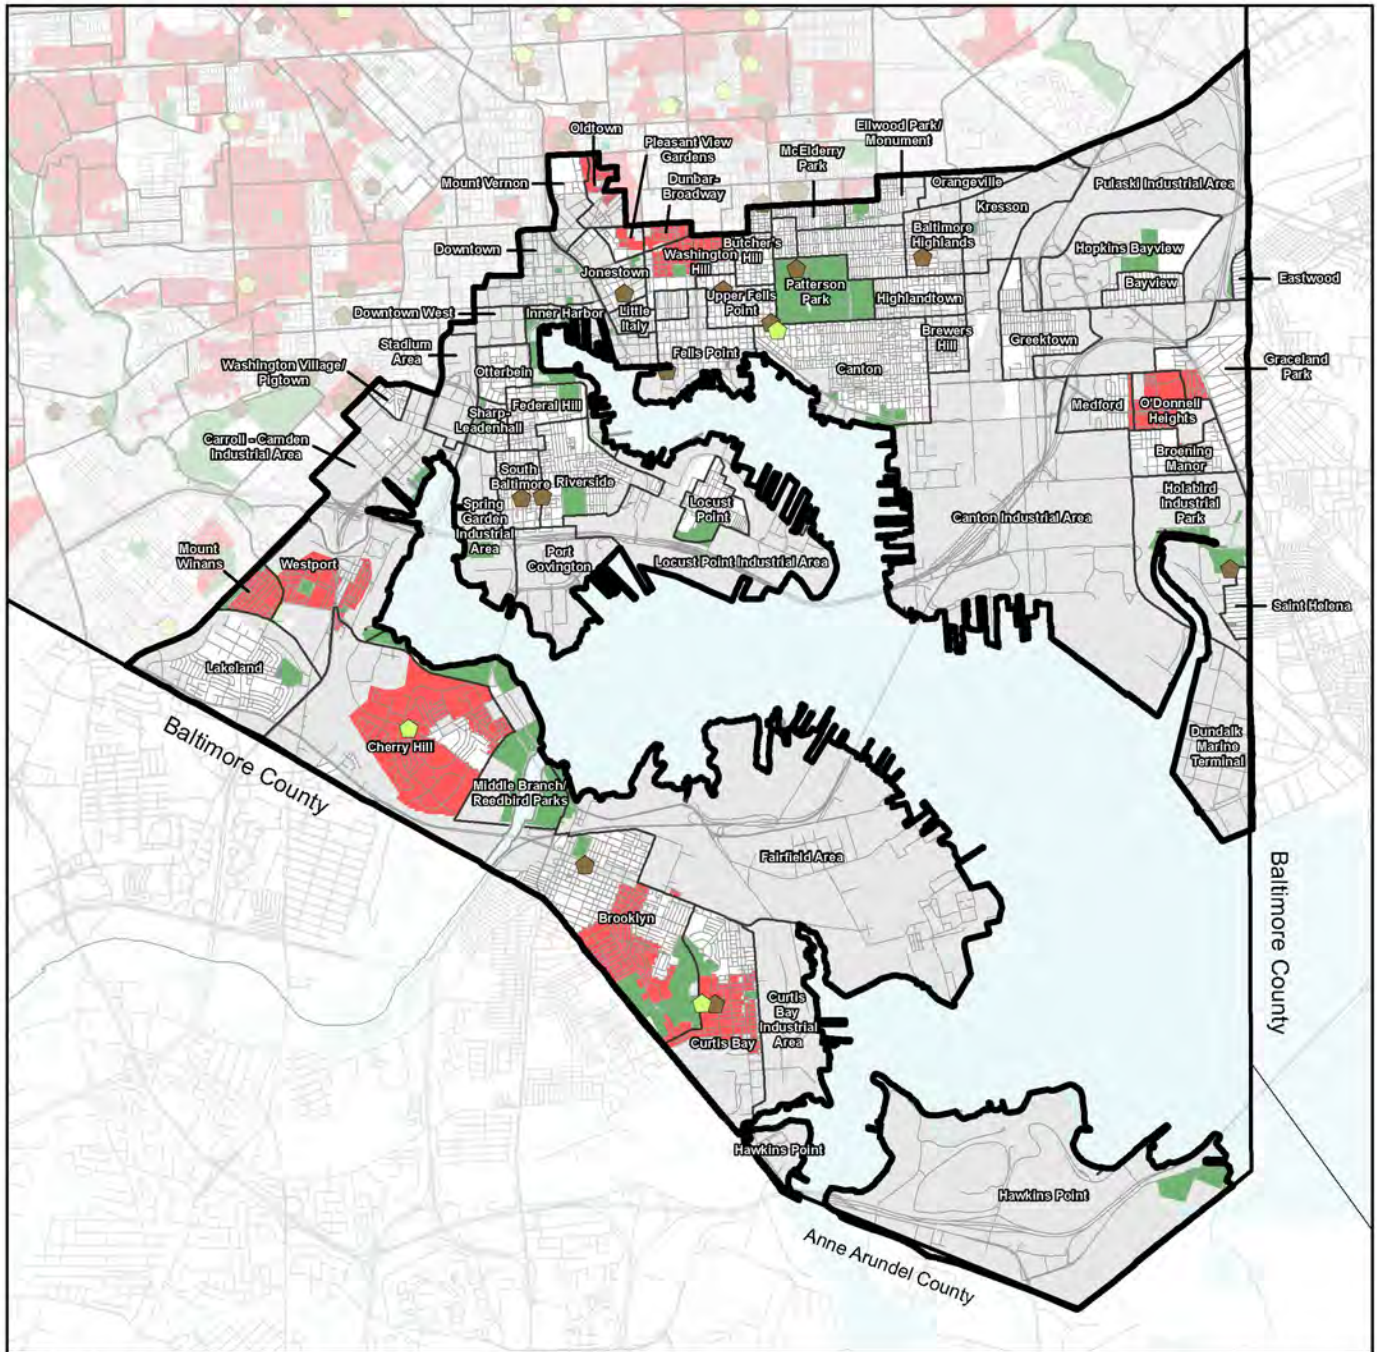 Oldtown
Pleasant View
Gardens
Ellwood Park/
Monument
McElderry
Park
Mount Vernon
Dunbar-
Broadway
Orangeville
Pulaski Industrial Area
Kresson
Downtown
Butcher's
Hill
Washington
Hill
Baltimore
Highlands
Hopkins Bayview
Jonestown
Bayview
Eastwood
Patterson
Park
Upper Fells
Point
Highlandtown
Downtown West
Inner Harbor
Little
Italy
Brewers
Hill
Greektown
Stadium
Area
Fells Point
Graceland
Park
Washington Village/
Pigtown
Otterbein
Canton
Medford
O'Donnell
Heights
Federal Hill
Sharp-
Leadenhall
Carroll - Camden
Industrial Area
Broening
Manor
South
Baltimore
Riverside
Holabird
Industrial
Park
Locust
Point
Spring
Garden
Industrial
Area
Canton Industrial Area
Mount
Winans
Westport
Port
Covington
Locust Point Industrial Area
Saint Helena
Lakeland
Baltimore County
Cherry Hill
Dundalk
Marine
Terminal
Middle Branch/
Reedbird Parks
Fairfield Area
Baltimore County
Brooklyn
Curtis
Bay
Industrial
Area
Curtis Bay
Hawkins Point
Hawkins Point
Anne Arundel County